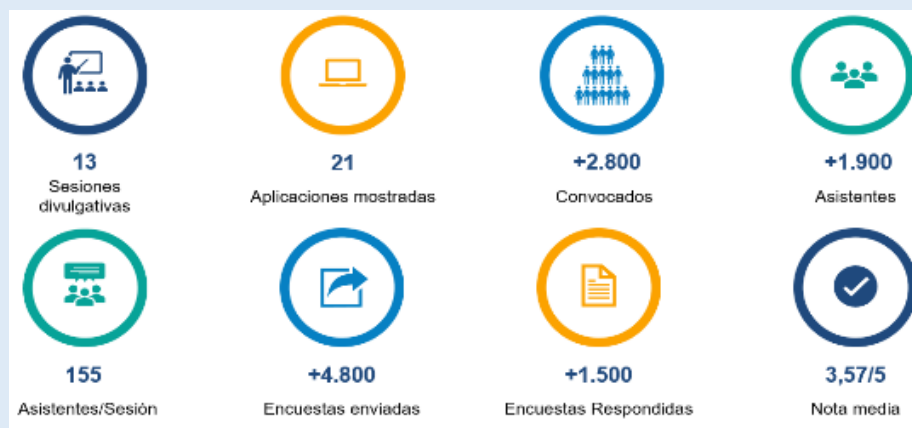 13
Sesiones
divulgativas
21
Aplicaciones mostradas
+2.800
Convocados
+1.900
Asistentes
155
Asistentes/Sesión
+4.800
Encuestas enviadas
+1.500
Encuestas Respondidas
3,57/5
Nota media